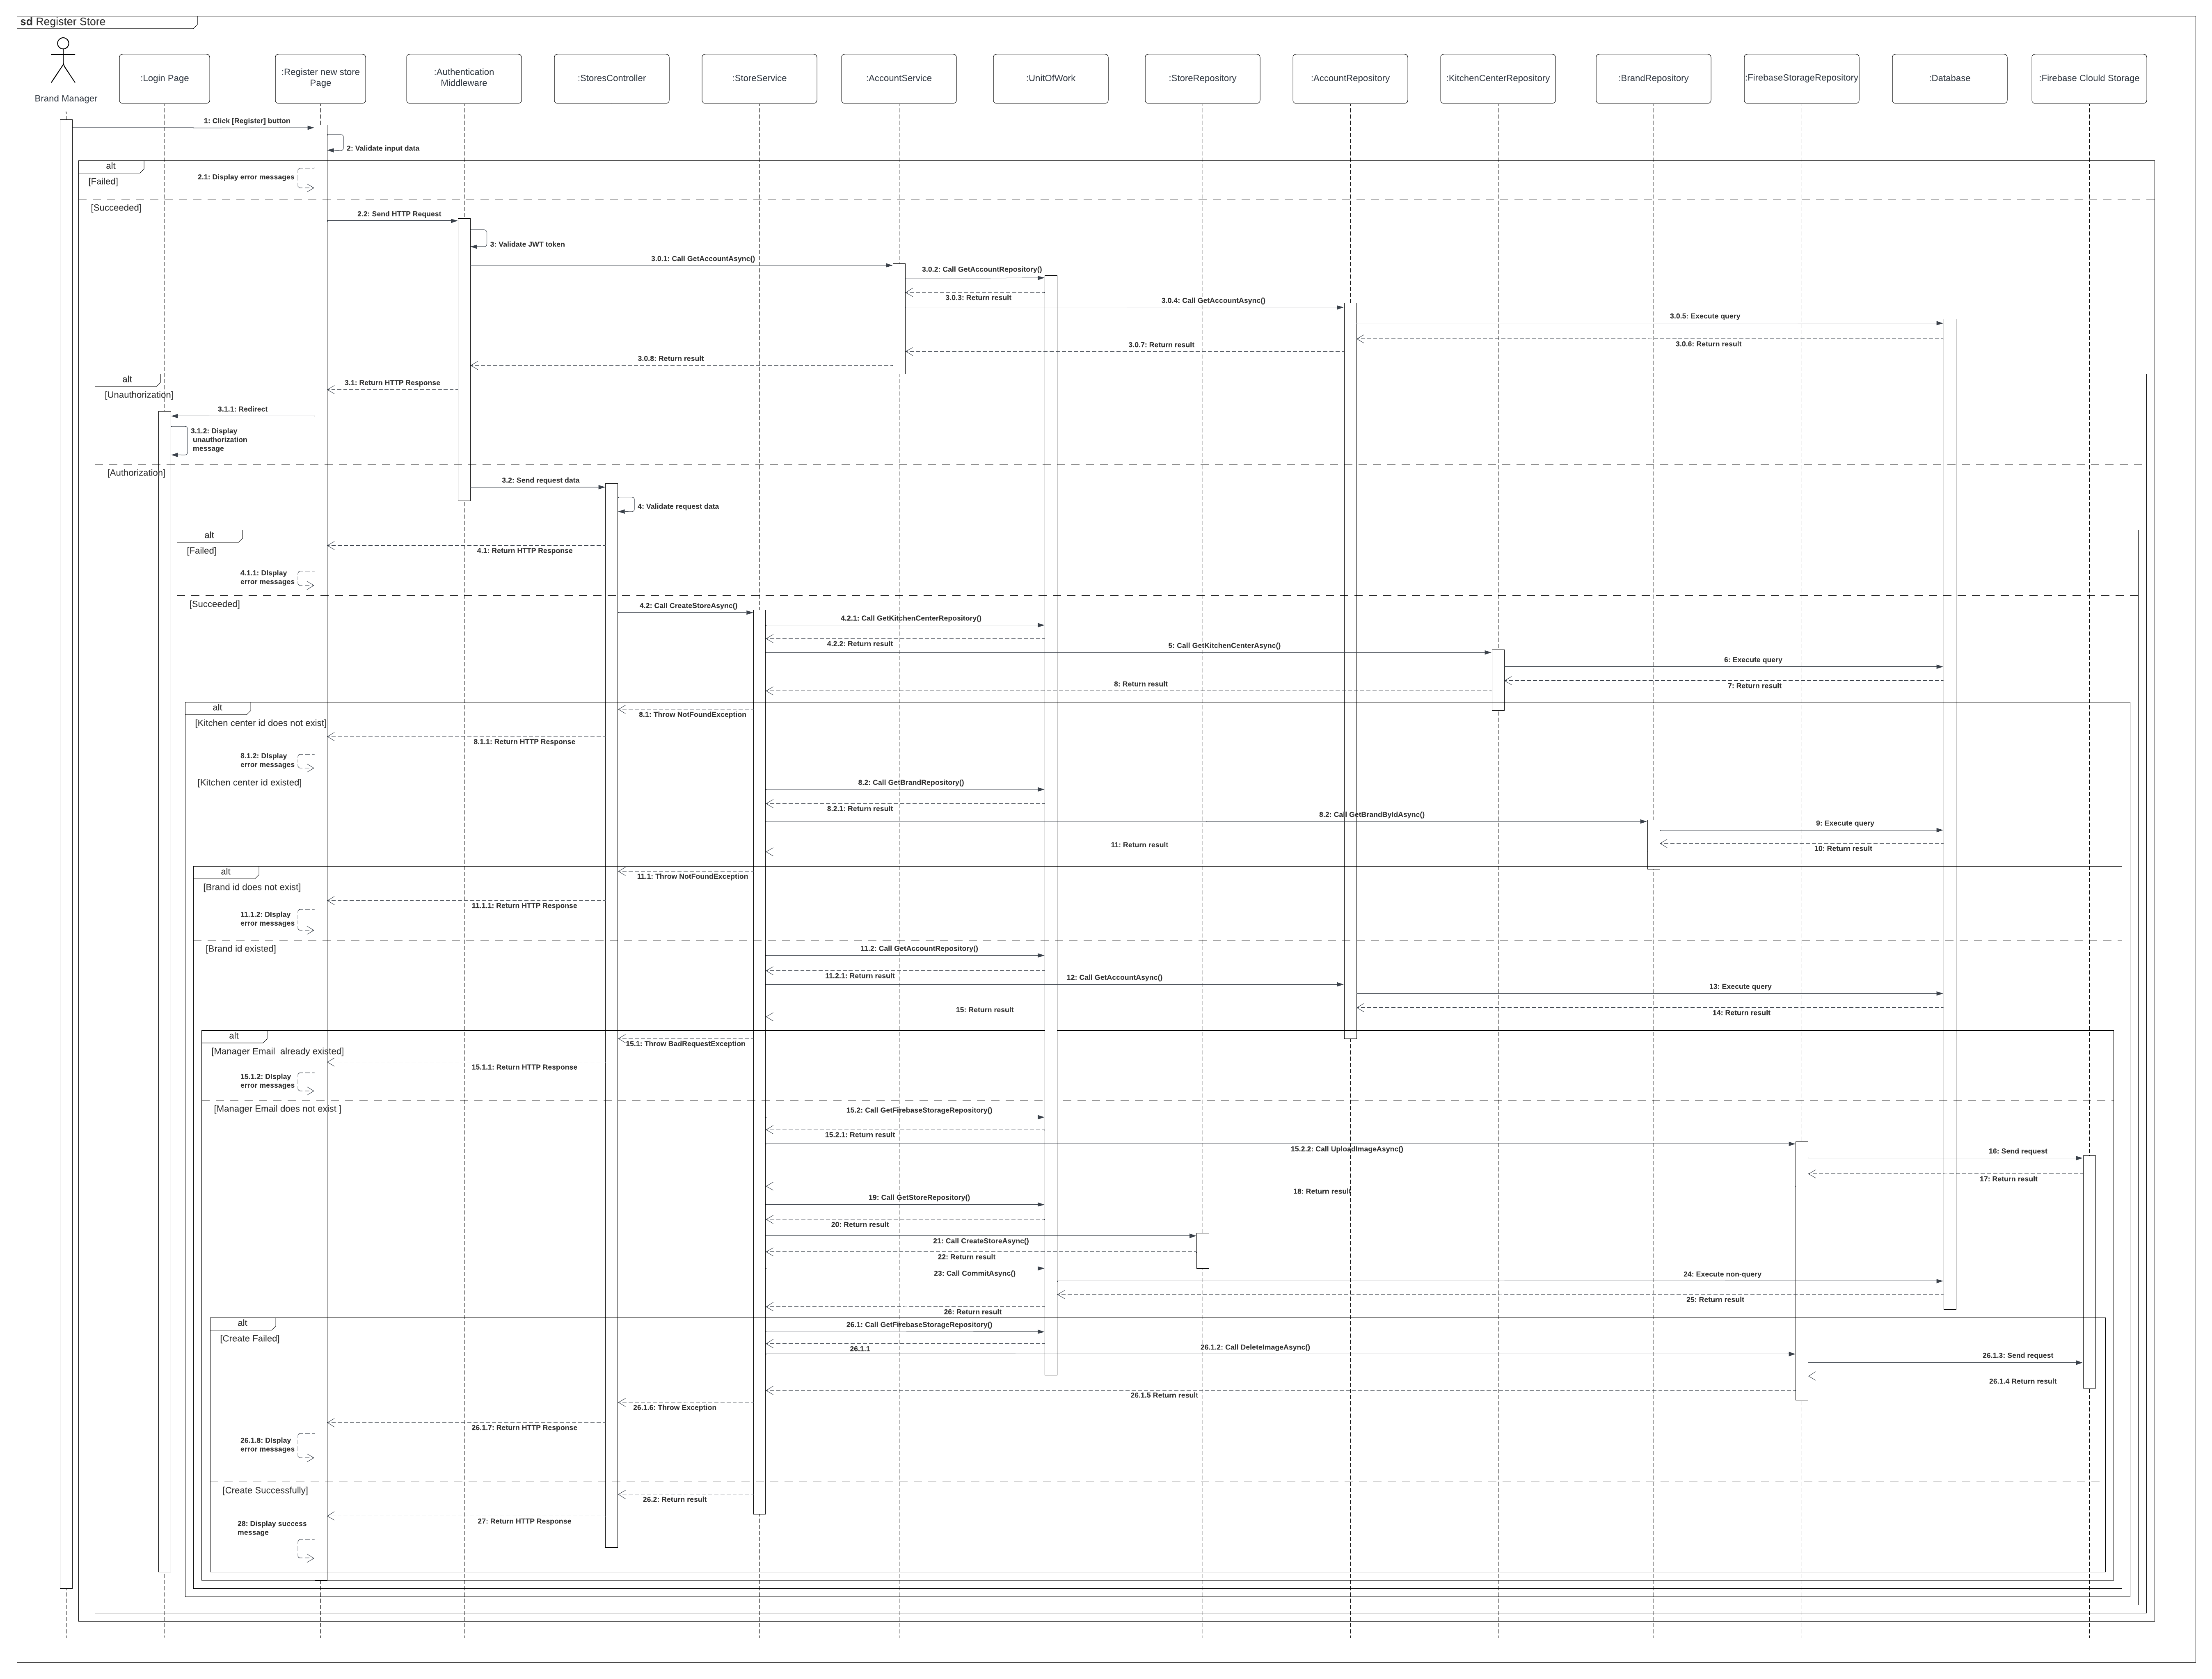 sd Register Store
Brand Manager
:Login Page
:Register new store
Page
:Authentication
Middleware
:StoresController
:StoreService
:AccountService
:UnitOfWork
:StoreRepository
:AccountRepository
:KitchenCenterRepository
:BrandRepository
:FirebaseStorageRepository
:Database
:Firebase Clould Storage
1: Click [Register] button
2: Validate input data
alt
[Failed]
2.1: Display error messages
[Succeeded]
2.2: Send HTTP Request
3: Validate JWT token
3.0.1: Call GetAccountAsync()
3.0.2: Call GetAccountRepository()
3.0.3: Return result
3.0.4: Call GetAccountAsync()
3.0.5: Execute query
3.0.6: Return result
3.0.7: Return result
3.0.8: Return result
alt
[Unauthorization]
3.1: Return HTTP Response
3.1.1: Redirect
3.1.2: Display
unauthorization
message
[Authorization]
3.2: Send request data
4: Validate request data
alt
[Failed]
4.1: Return HTTP Response
4.1.1: DIsplay
error messages
[Succeeded]
4.2: Call CreateStoreAsync()
4.2.1: Call GetKitchenCenterRepository()
4.2.2: Return result
5: Call GetKitchenCenterAsync()
6: Execute query
7: Return result
8: Return result
alt
[Kitchen center id does not exist]
8.1: Throw NotFoundException
8.1.1: Return HTTP Response
8.1.2: DIsplay
error messages
[Kitchen center id existed]
8.2: Call GetBrandRepository()
8.2.1: Return result
8.2: Call GetBrandByIdAsync()
9: Execute query
10: Return result
11: Return result
alt
[Brand id does not exist]
11.1: Throw NotFoundException
11.1.1: Return HTTP Response
11.1.2: DIsplay
error messages
[Brand id existed]
11.2: Call GetAccountRepository()
11.2.1: Return result
12: Call GetAccountAsync()
13: Execute query
14: Return result
15: Return result
alt
[Manager Email  already existed]
15.1: Throw BadRequestException
15.1.1: Return HTTP Response
15.1.2: DIsplay
error messages
[Manager Email does not exist ]
15.2: Call GetFirebaseStorageRepository()
15.2.1: Return result
15.2.2: Call UploadImageAsync()
16: Send request
17: Return result
18: Return result
19: Call GetStoreRepository()
20: Return result
21: Call CreateStoreAsync()
22: Return result
23: Call CommitAsync()
24: Execute non-query
25: Return result
26: Return result
alt
[Create Failed]
26.1: Call GetFirebaseStorageRepository()
26.1.1
26.1.2: Call DeleteImageAsync()
26.1.3: Send request
26.1.4 Return result
26.1.5 Return result
26.1.6: Throw Exception
26.1.7: Return HTTP Response
26.1.8: DIsplay
error messages
[Create Successfully]
26.2: Return result
27: Return HTTP Response
28: Display success
message